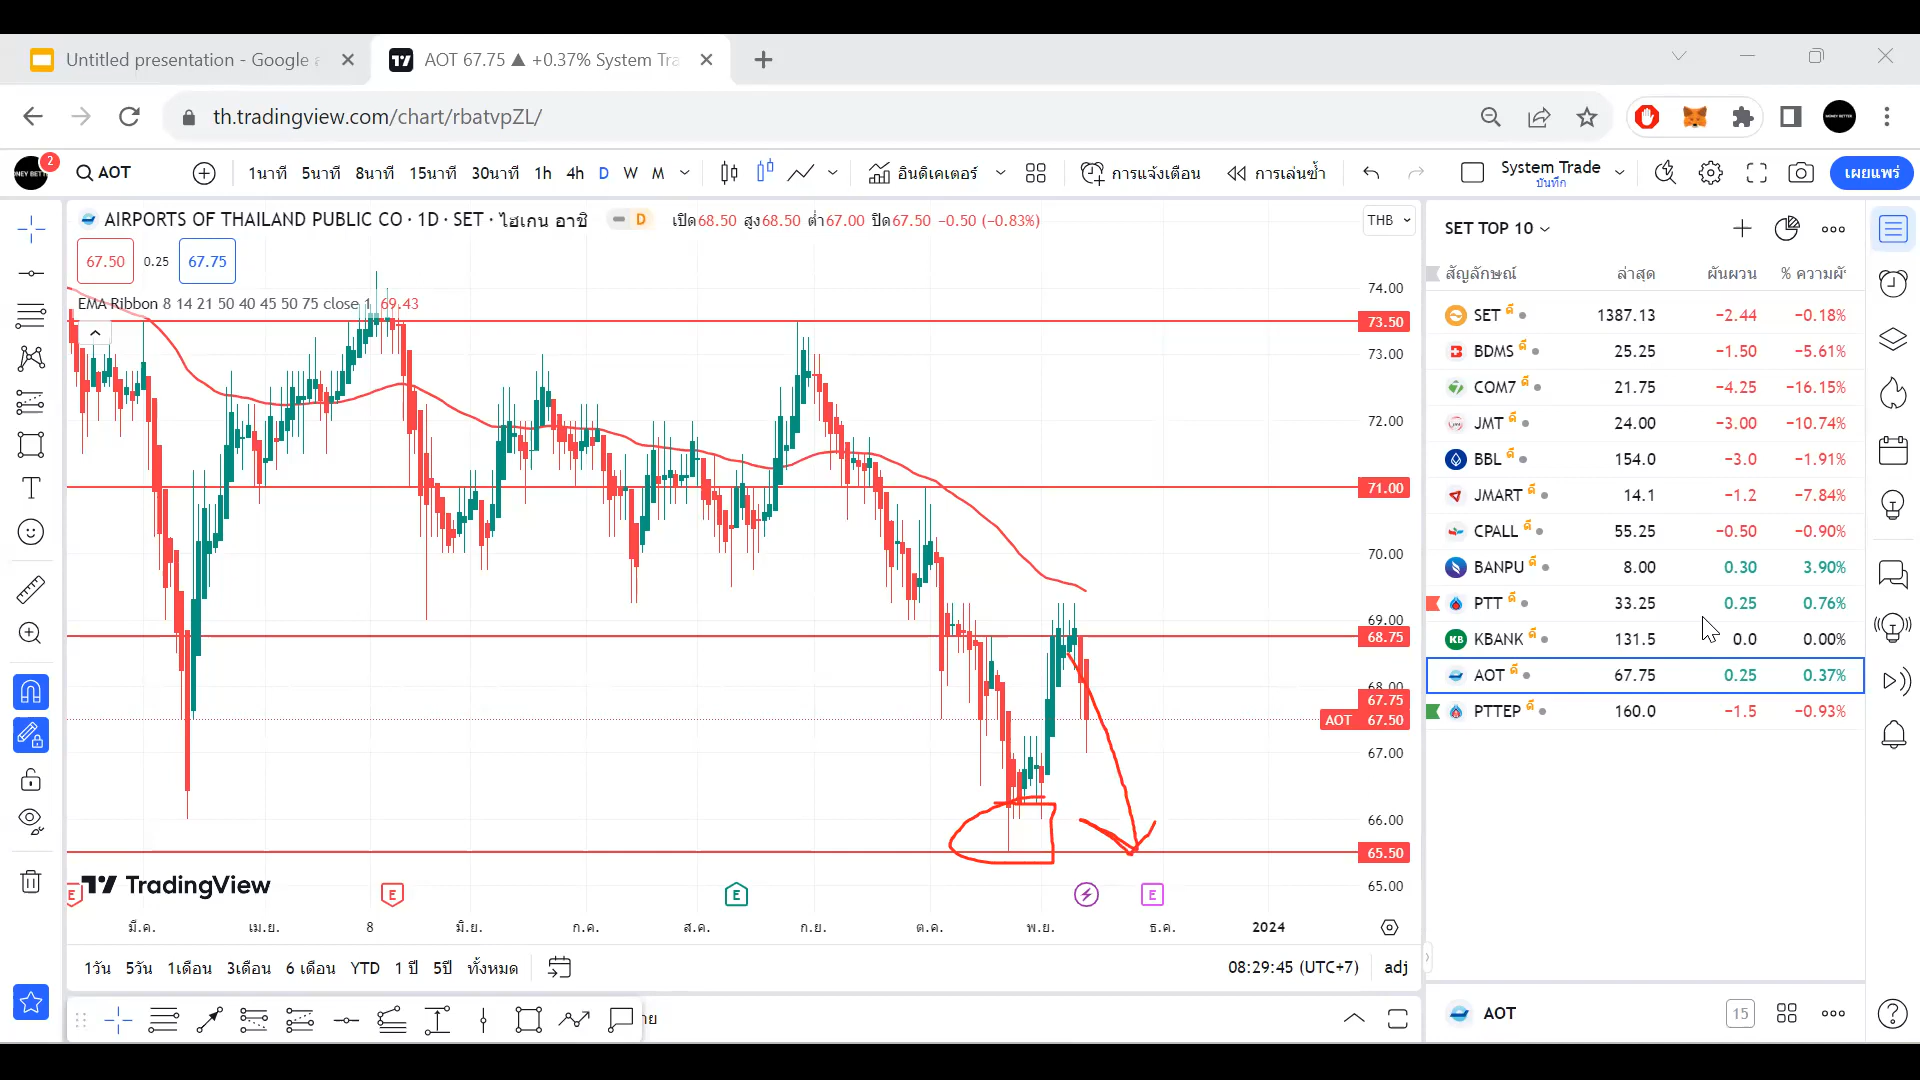 Untitled presentation - Google
AOT 67.75 ▲ +0.37% System Tra
th.tradingview.com/chart/rbatvpZL/
2
AOT
1นาที 5นาที 8นาที 15นาที 30นาที 1h 4h D W M
อินดิเคเตอร์
การแจ้งเตือน
การเล่นซ้ำ
System Trade
บันทึก
เผยแพร่
AIRPORTS OF THAILAND PUBLIC CO · 1D · SET · ไฮเกน อาชิ
D
เปิด68.50 สูง68.50 ต่ำ67.00 ปิด67.50 −0.50 (−0.83%)
THB
67.50 0.25 67.75
EMA Ribbon 8 14 21 50 40 45 50 75 close 1 69.43
74.00
73.50
73.00
72.00
71.00
70.00
69.00
68.75
68.00
67.75
AOT 67.50
67.00
66.00
65.50
65.00
TradingView
E E E E
มี.ค. เม.ย. 8 มิ.ย. ก.ค. ส.ค. ก.ย. ต.ค. พ.ย. ธ.ค. 2024
1วัน 5วัน 1เดือน 3เดือน 6 เดือน YTD 1 ปี 5ปี ทั้งหมด
08:29:45 (UTC+7) adj
SET TOP 10
สัญลักษณ์ ล่าสุด ผันผวน % ความผั
SET ดี 1387.13 −2.44 −0.18%
BDMS ดี 25.25 −1.50 −5.61%
COM7 ดี 21.75 −4.25 −16.15%
JMT ดี 24.00 −3.00 −10.74%
BBL ดี 154.0 −3.0 −1.91%
JMART ดี 14.1 −1.2 −7.84%
CPALL ดี 55.25 −0.50 −0.90%
BANPU ดี 8.00 0.30 3.90%
PTT ดี 33.25 0.25 0.76%
KB KBANK ดี 131.5 0.0 0.00%
AOT ดี 67.75 0.25 0.37%
PTTEP ดี 160.0 −1.5 −0.93%
AOT 15